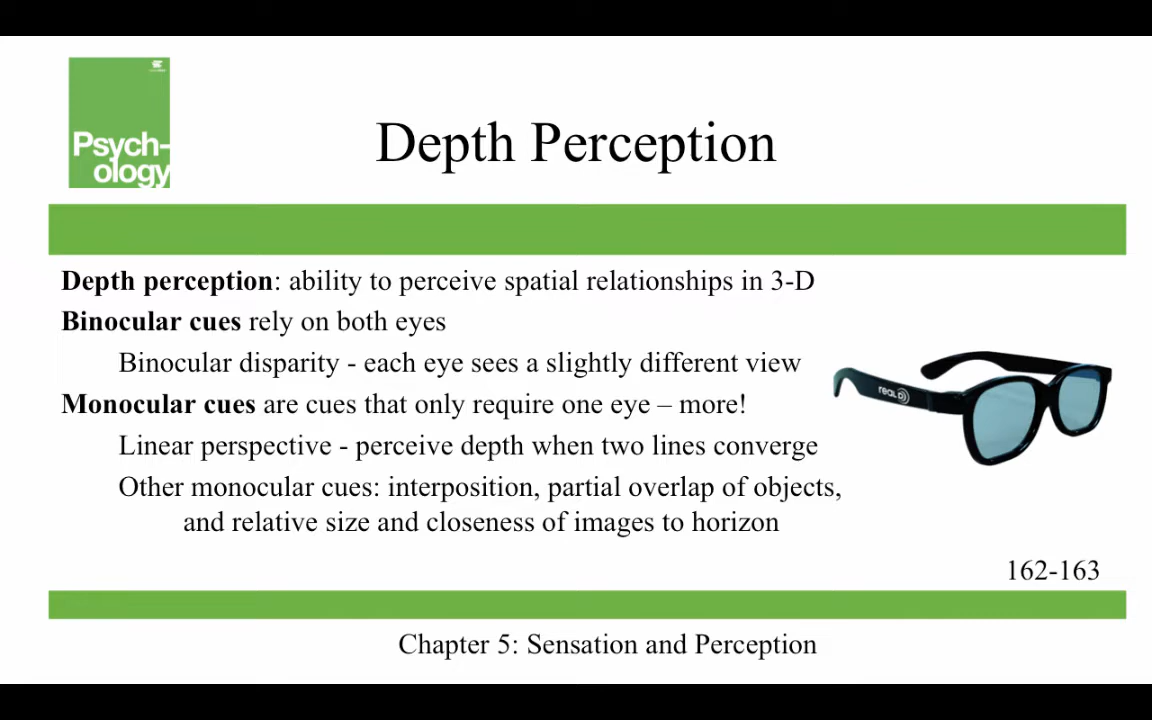 Psych-
ology
Depth Perception
Depth perception: ability to perceive spatial relationships in 3-D
Binocular cues rely on both eyes
Binocular disparity - each eye sees a slightly different view
Monocular cues are cues that only require one eye – more!
Linear perspective - perceive depth when two lines converge
Other monocular cues: interposition, partial overlap of objects,
and relative size and closeness of images to horizon
REAL D
162-163
Chapter 5: Sensation and Perception